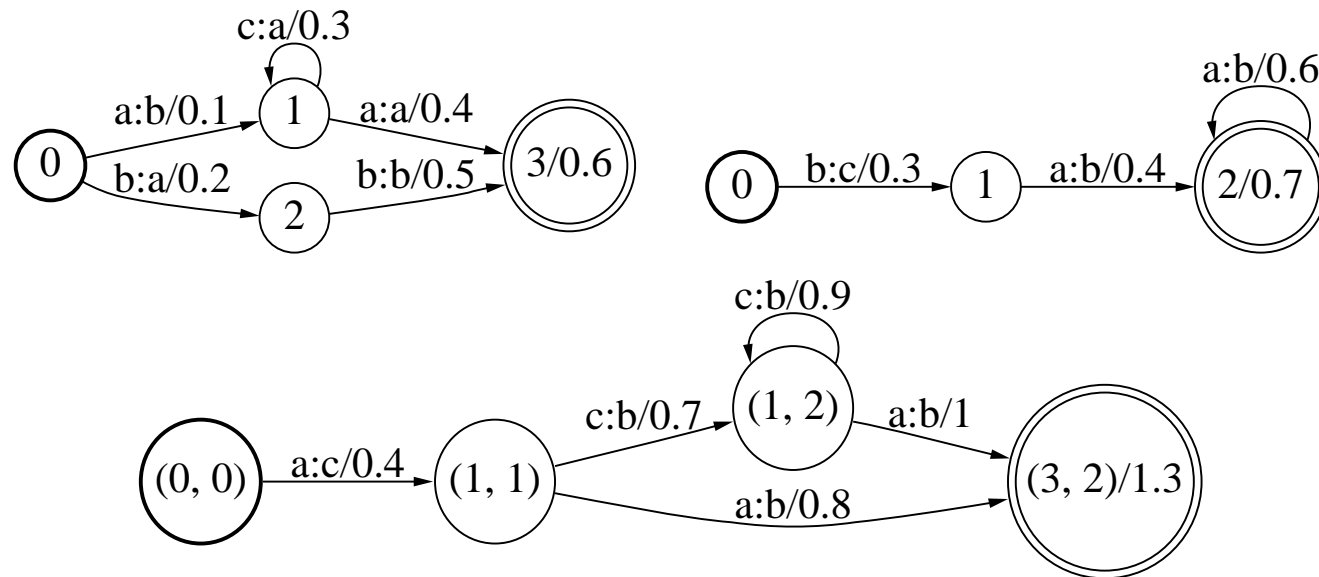 c:a/0.3
a:b/0.1
1
a:a/0.4
0
3/0.6
b:a/0.2
b:b/0.5
2
a:b/0.6
0
b:c/0.3
1
a:b/0.4
2/0.7
c:b/0.9
(1, 2)
c:b/0.7
a:b/1
(0, 0)
a:c/0.4
(1, 1)
(3, 2)/1.3
a:b/0.8